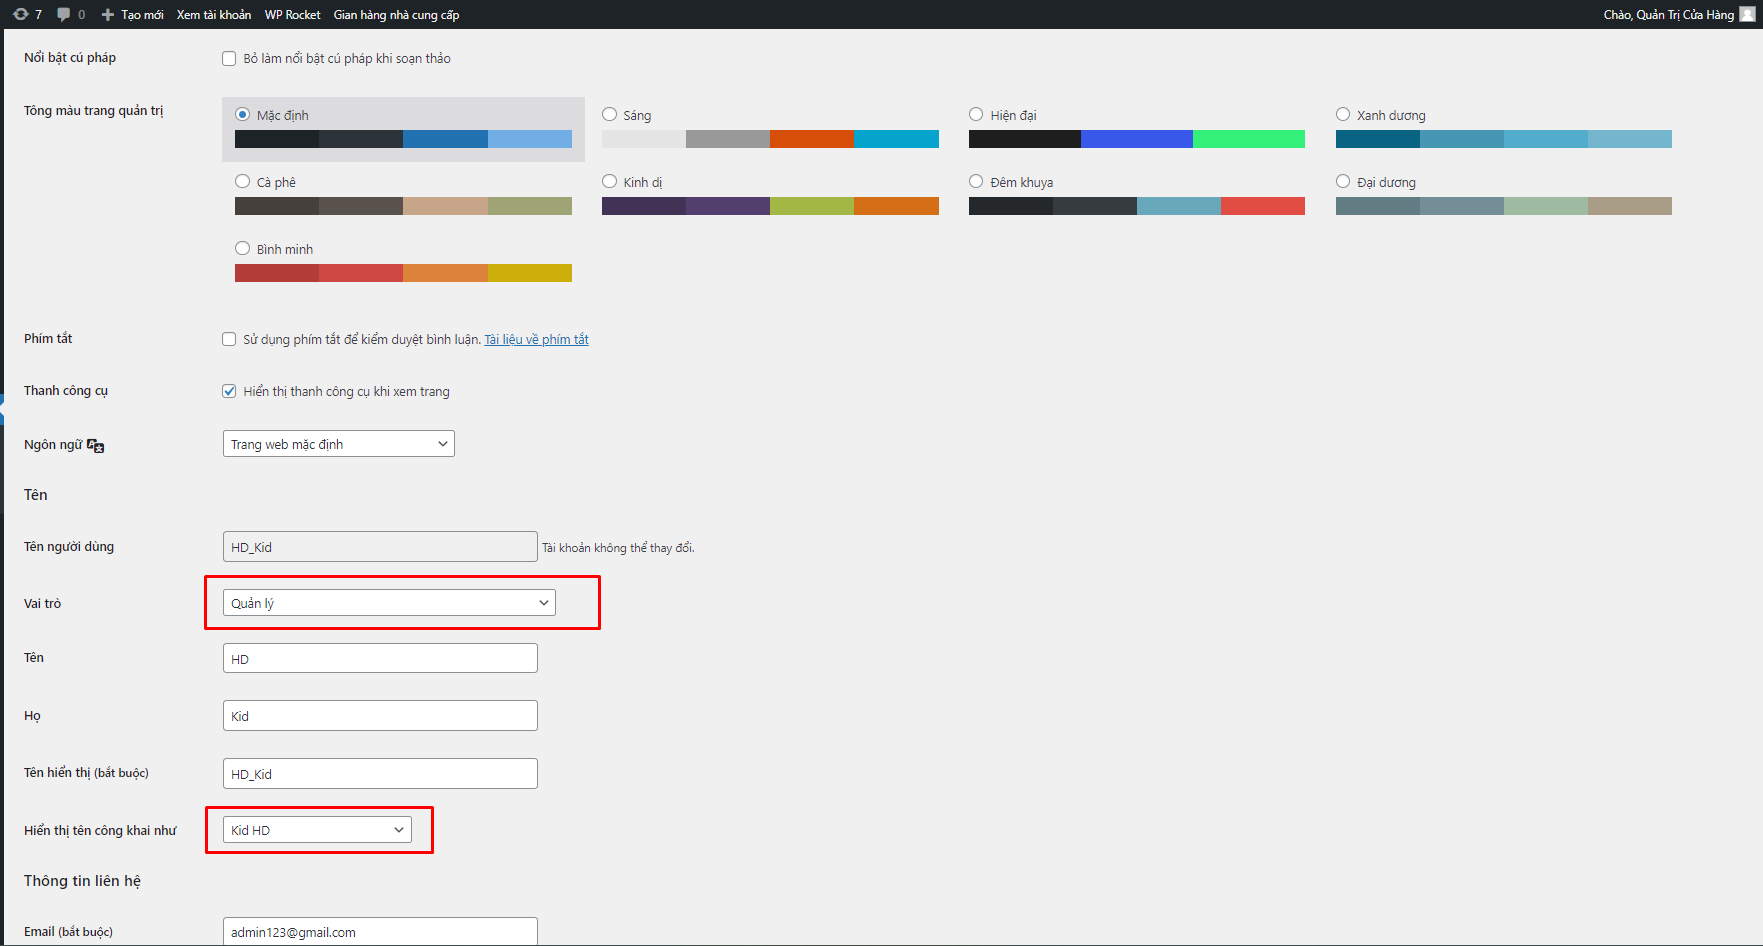 7 0 Tạo mới Xem tài khoản WP Rocket Gian hàng nhà cung cấp Chào, Quản Trị Cửa Hàng
Nổi bật cú pháp Bỏ làm nổi bật cú pháp khi soạn thảo
Tông màu trang quản trị
Mặc định Sáng Hiện đại Xanh dương
Cà phê Kinh dị Đêm khuya Đại dương
Bình minh
Phím tắt Sử dụng phím tắt để kiểm duyệt bình luận. Tài liệu về phím tắt
Thanh công cụ Hiển thị thanh công cụ khi xem trang
Ngôn ngữ Trang web mặc định
Tên
Tên người dùng HD_Kid Tài khoản không thể thay đổi.
Vai trò Quản lý
Tên HD
Họ Kid
Tên hiển thị (bắt buộc) HD_Kid
Hiển thị tên công khai như Kid HD
Thông tin liên hệ
Email (bắt buộc) admin123@gmail.com